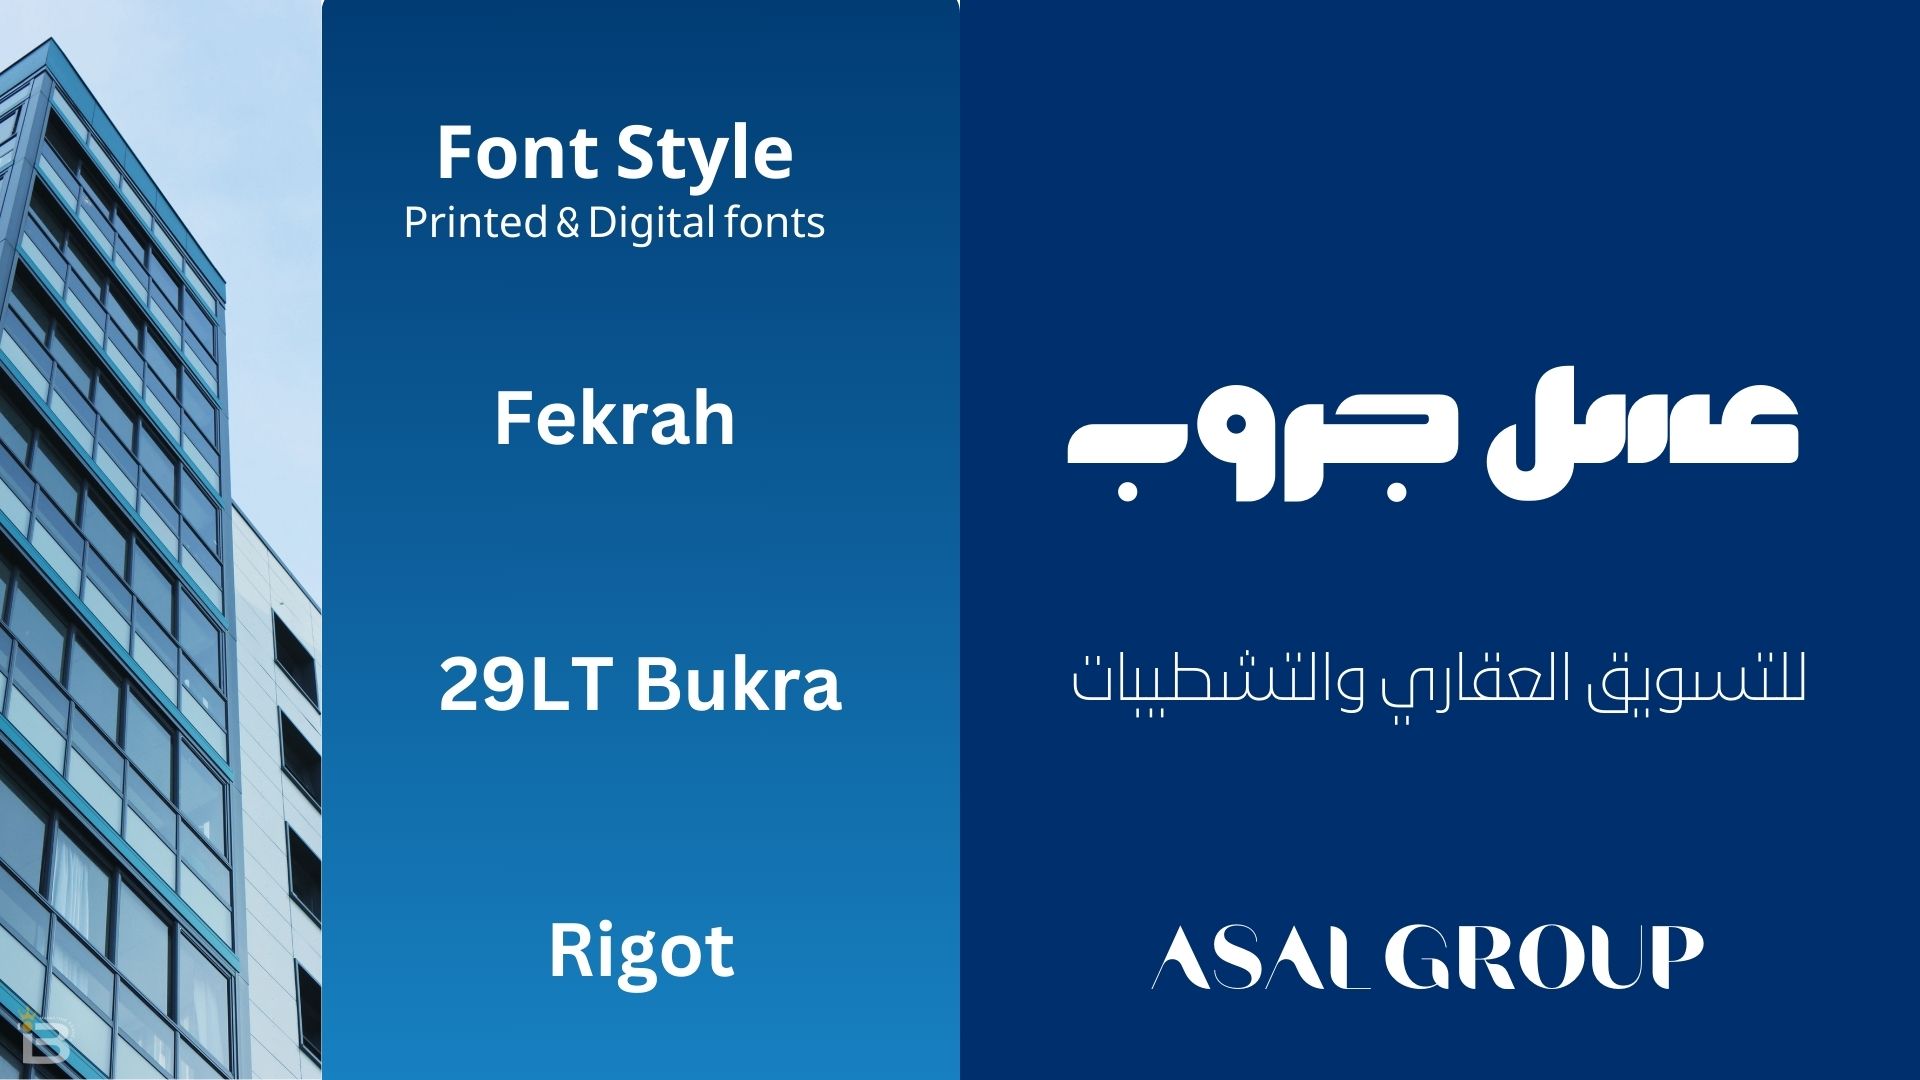 Font Style
Printed & Digital fonts
Fekrah
عسل جروب
29LT Bukra
للتسويق العقاري والتشطيبات
Rigot
ASAL GROUP